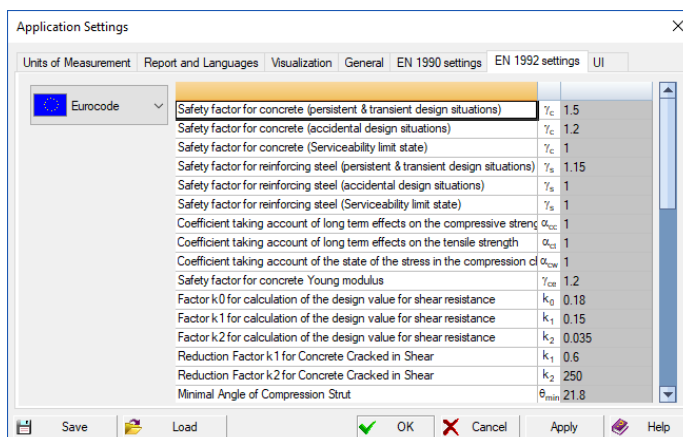 Application Settings
Units of Measurement Report and Languages Visualization General EN 1990 settings EN 1992 settings UI
Eurocode
Safety factor for concrete (persistent & transient design situations) γc 1.5
Safety factor for concrete (accidental design situations) γc 1.2
Safety factor for concrete (Serviceability limit state) γc 1
Safety factor for reinforcing steel (persistent & transient design situations) γs 1.15
Safety factor for reinforcing steel (accidental design situations) γs 1
Safety factor for reinforcing steel (Serviceability limit state) γs 1
Coefficient taking account of long term effects on the compressive streng αcc 1
Coefficient taking account of long term effects on the tensile strength αct 1
Coefficient taking account of the state of the stress in the compression cl αcw 1
Safety factor for concrete Young modulus γce 1.2
Factor k0 for calculation of the design value for shear resistance k0 0.18
Factor k1 for calculation of the design value for shear resistance k1 0.15
Factor k2 for calculation of the design value for shear resistance k2 0.035
Reduction Factor k1 for Concrete Cracked in Shear k1 0.6
Reduction Factor k2 for Concrete Cracked in Shear k2 250
Minimal Angle of Compression Strut θmin 21.8
Save Load OK Cancel Apply Help